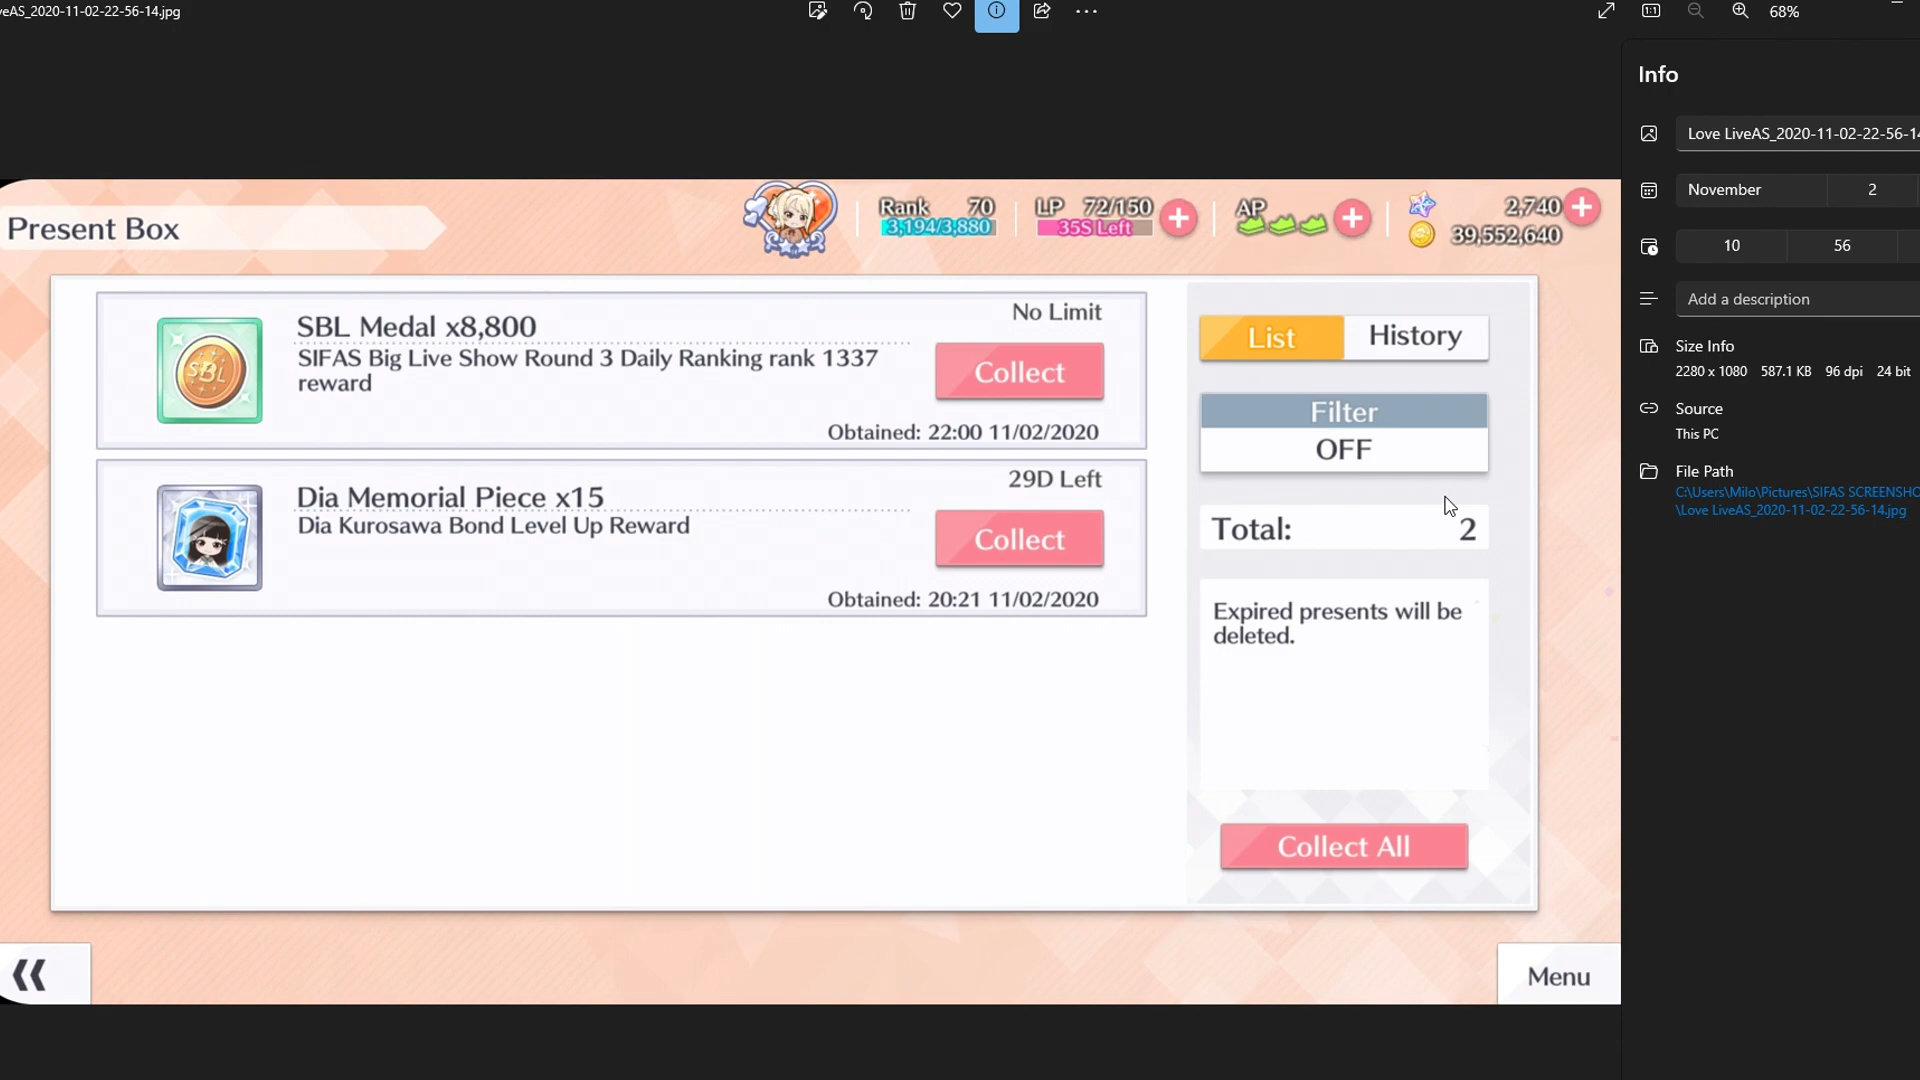 veAS_2020-11-02-22-56-14.jpg
68%
Info
Love LiveAS_2020-11-02-22-56-14
November 2
10 56
Add a description
Size Info
2280 x 1080 587.1 KB 96 dpi 24 bit
Source
This PC
File Path
C:\Users\Milo\Pictures\SIFAS SCREENSHO
\Love LiveAS_2020-11-02-22-56-14.jpg
Present Box
Rank 70
3,194/3,880
LP 72/150
35S Left
AP
2,740
39,552,640
SBL Medal x8,800
No Limit
SBL
SIFAS Big Live Show Round 3 Daily Ranking rank 1337
reward
Collect
Obtained: 22:00 11/02/2020
Dia Memorial Piece x15
29D Left
Dia Kurosawa Bond Level Up Reward
Collect
Obtained: 20:21 11/02/2020
List History
Filter
OFF
Total: 2
Expired presents will be
deleted.
Collect All
Menu